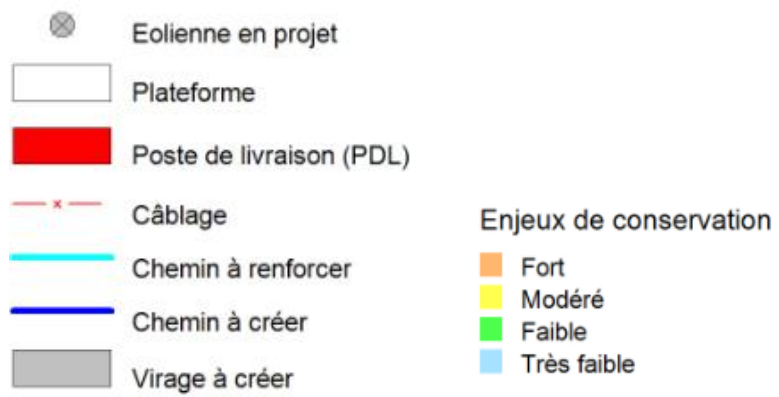 Eolienne en projet
Plateforme
Poste de livraison (PDL)
Câblage
Chemin à renforcer
Chemin à créer
Virage à créer
Enjeux de conservation
Fort
Modéré
Faible
Très faible